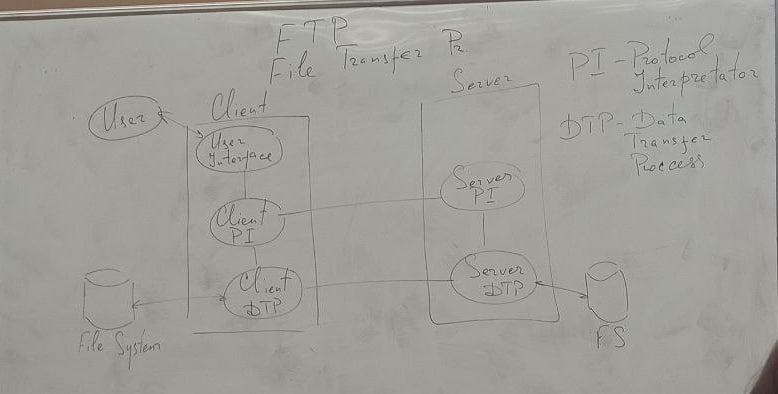 FTP
File Transfer Pr
PI - Protocol
Interpretator
DTP - Data
Transfer
Process
Client
Server
User
User
Interface
Client
PI
Server
PI
Client
DTP
Server
DTP
File System
FS